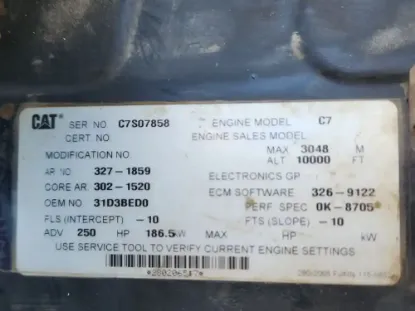 CAT SER NO C7S07858 ENGINE MODEL C7
CERT NO ENGINE SALES MODEL
MODIFICATION NO MAX ALT 3048 M 10000 FT
AR NO 327-1859 ELECTRONICS GP
CORE AR 302-1520 ECM SOFTWARE 326-9122
OEM NO 31D3BED0 PERF SPEC 0K-8705
FLS (INTERCEPT) -10 FTS (SLOPE) -10
ADV 250 HP 186.5 kW MAX HP kW
USE SERVICE TOOL TO VERIFY CURRENT ENGINE SETTINGS